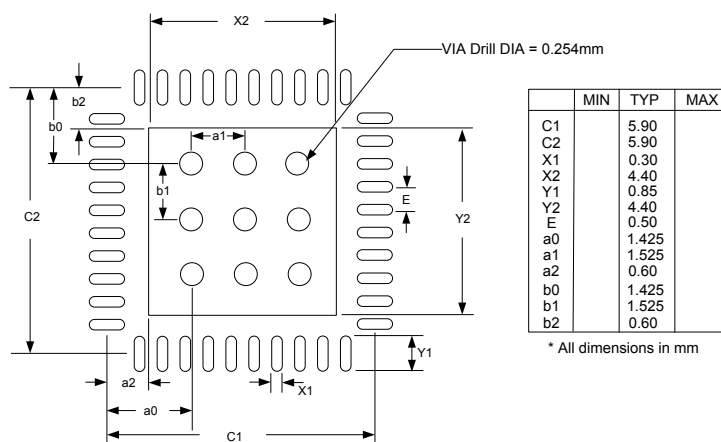 X2
VIA Drill DIA = 0.254mm
b2
b0
a1
b1
C2
E
Y2
Y1
a2
X1
a0
C1
MIN TYP MAX
C1 5.90
C2 5.90
X1 0.30
X2 4.40
Y1 0.85
Y2 4.40
E 0.50
a0 1.425
a1 1.525
a2 0.60
b0 1.425
b1 1.525
b2 0.60
* All dimensions in mm